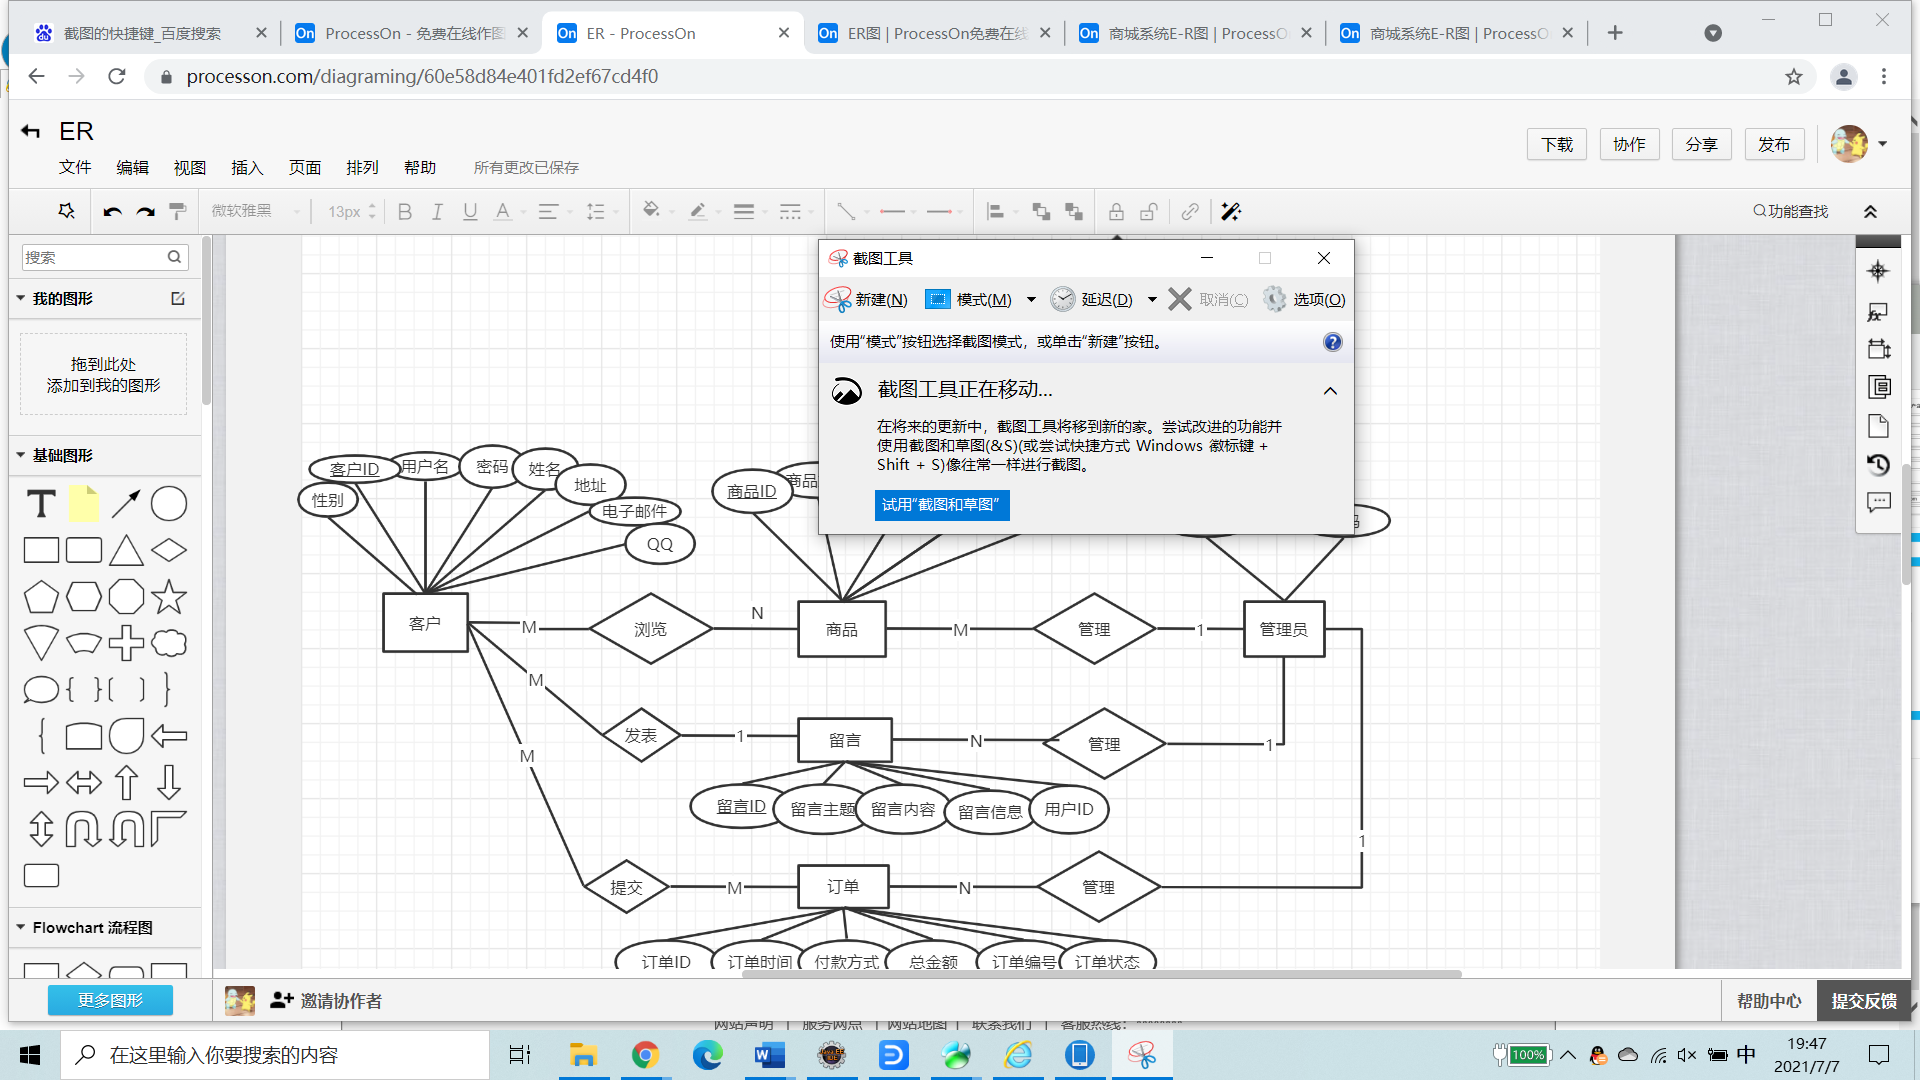 截图的快捷键_百度搜索
ProcessOn - 免费在线作图
ER - ProcessOn
ER图 | ProcessOn免费在线
商城系统E-R图 | ProcessO
商城系统E-R图 | ProcessO
processon.com/diagraming/60e58d84e401fd2ef67cd4f0
ER
文件 编辑 视图 插入 页面 排列 帮助 所有更改已保存
下载 协作 分享 发布
微软雅黑 13px B I U A
功能查找
搜索
我的图形
拖到此处
添加到我的图形
基础图形
T
Flowchart 流程图
更多图形
截图工具
新建(N) 模式(M) 延迟(D) 取消(C) 选项(O)
使用“模式”按钮选择截图模式，或单击“新建”按钮。
截图工具正在移动...
在将来的更新中，截图工具将移到新的家。尝试改进的功能并
使用截图和草图(&S)(或尝试快捷方式 Windows 徽标键 +
Shift + S)像往常一样进行截图。
试用“截图和草图”
客户ID 用户名 密码 姓名
性别 地址
电子邮件
QQ
商品ID 商品
客户 M 浏览 N 商品 M 管理 1 管理员
M
发表 1 留言 N 管理 1
M
留言ID 留言主题 留言内容 留言信息 用户ID
1
提交 M 订单 N 管理
订单ID 订单时间 付款方式 总金额 订单编号 订单状态
邀请协作者
帮助中心 提交反馈
网站声明 | 服务网点 | 网站地图 | 联系我们 | 客服热线：
在这里输入你要搜索的内容
100%
中
19:47
2021/7/7